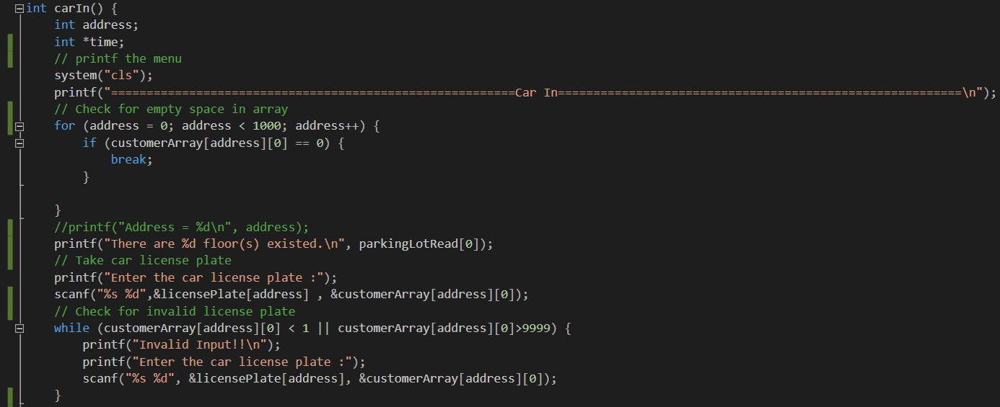 int carIn() {
    int address;
    int *time;
    // printf the menu
    system("cls");
    printf("=========================================================Car In=========================================================\n");
    // Check for empty space in array
    for (address = 0; address < 1000; address++) {
        if (customerArray[address][0] == 0) {
            break;
        }
    }
    //printf("Address = %d\n", address);
    printf("There are %d floor(s) existed.\n", parkingLotRead[0]);
    // Take car license plate
    printf("Enter the car license plate :");
    scanf("%s %d",&licensePlate[address] , &customerArray[address][0]);
    // Check for invalid license plate
    while (customerArray[address][0] < 1 || customerArray[address][0]>9999) {
        printf("Invalid Input!!\n");
        printf("Enter the car license plate :");
        scanf("%s %d", &licensePlate[address], &customerArray[address][0]);
    }